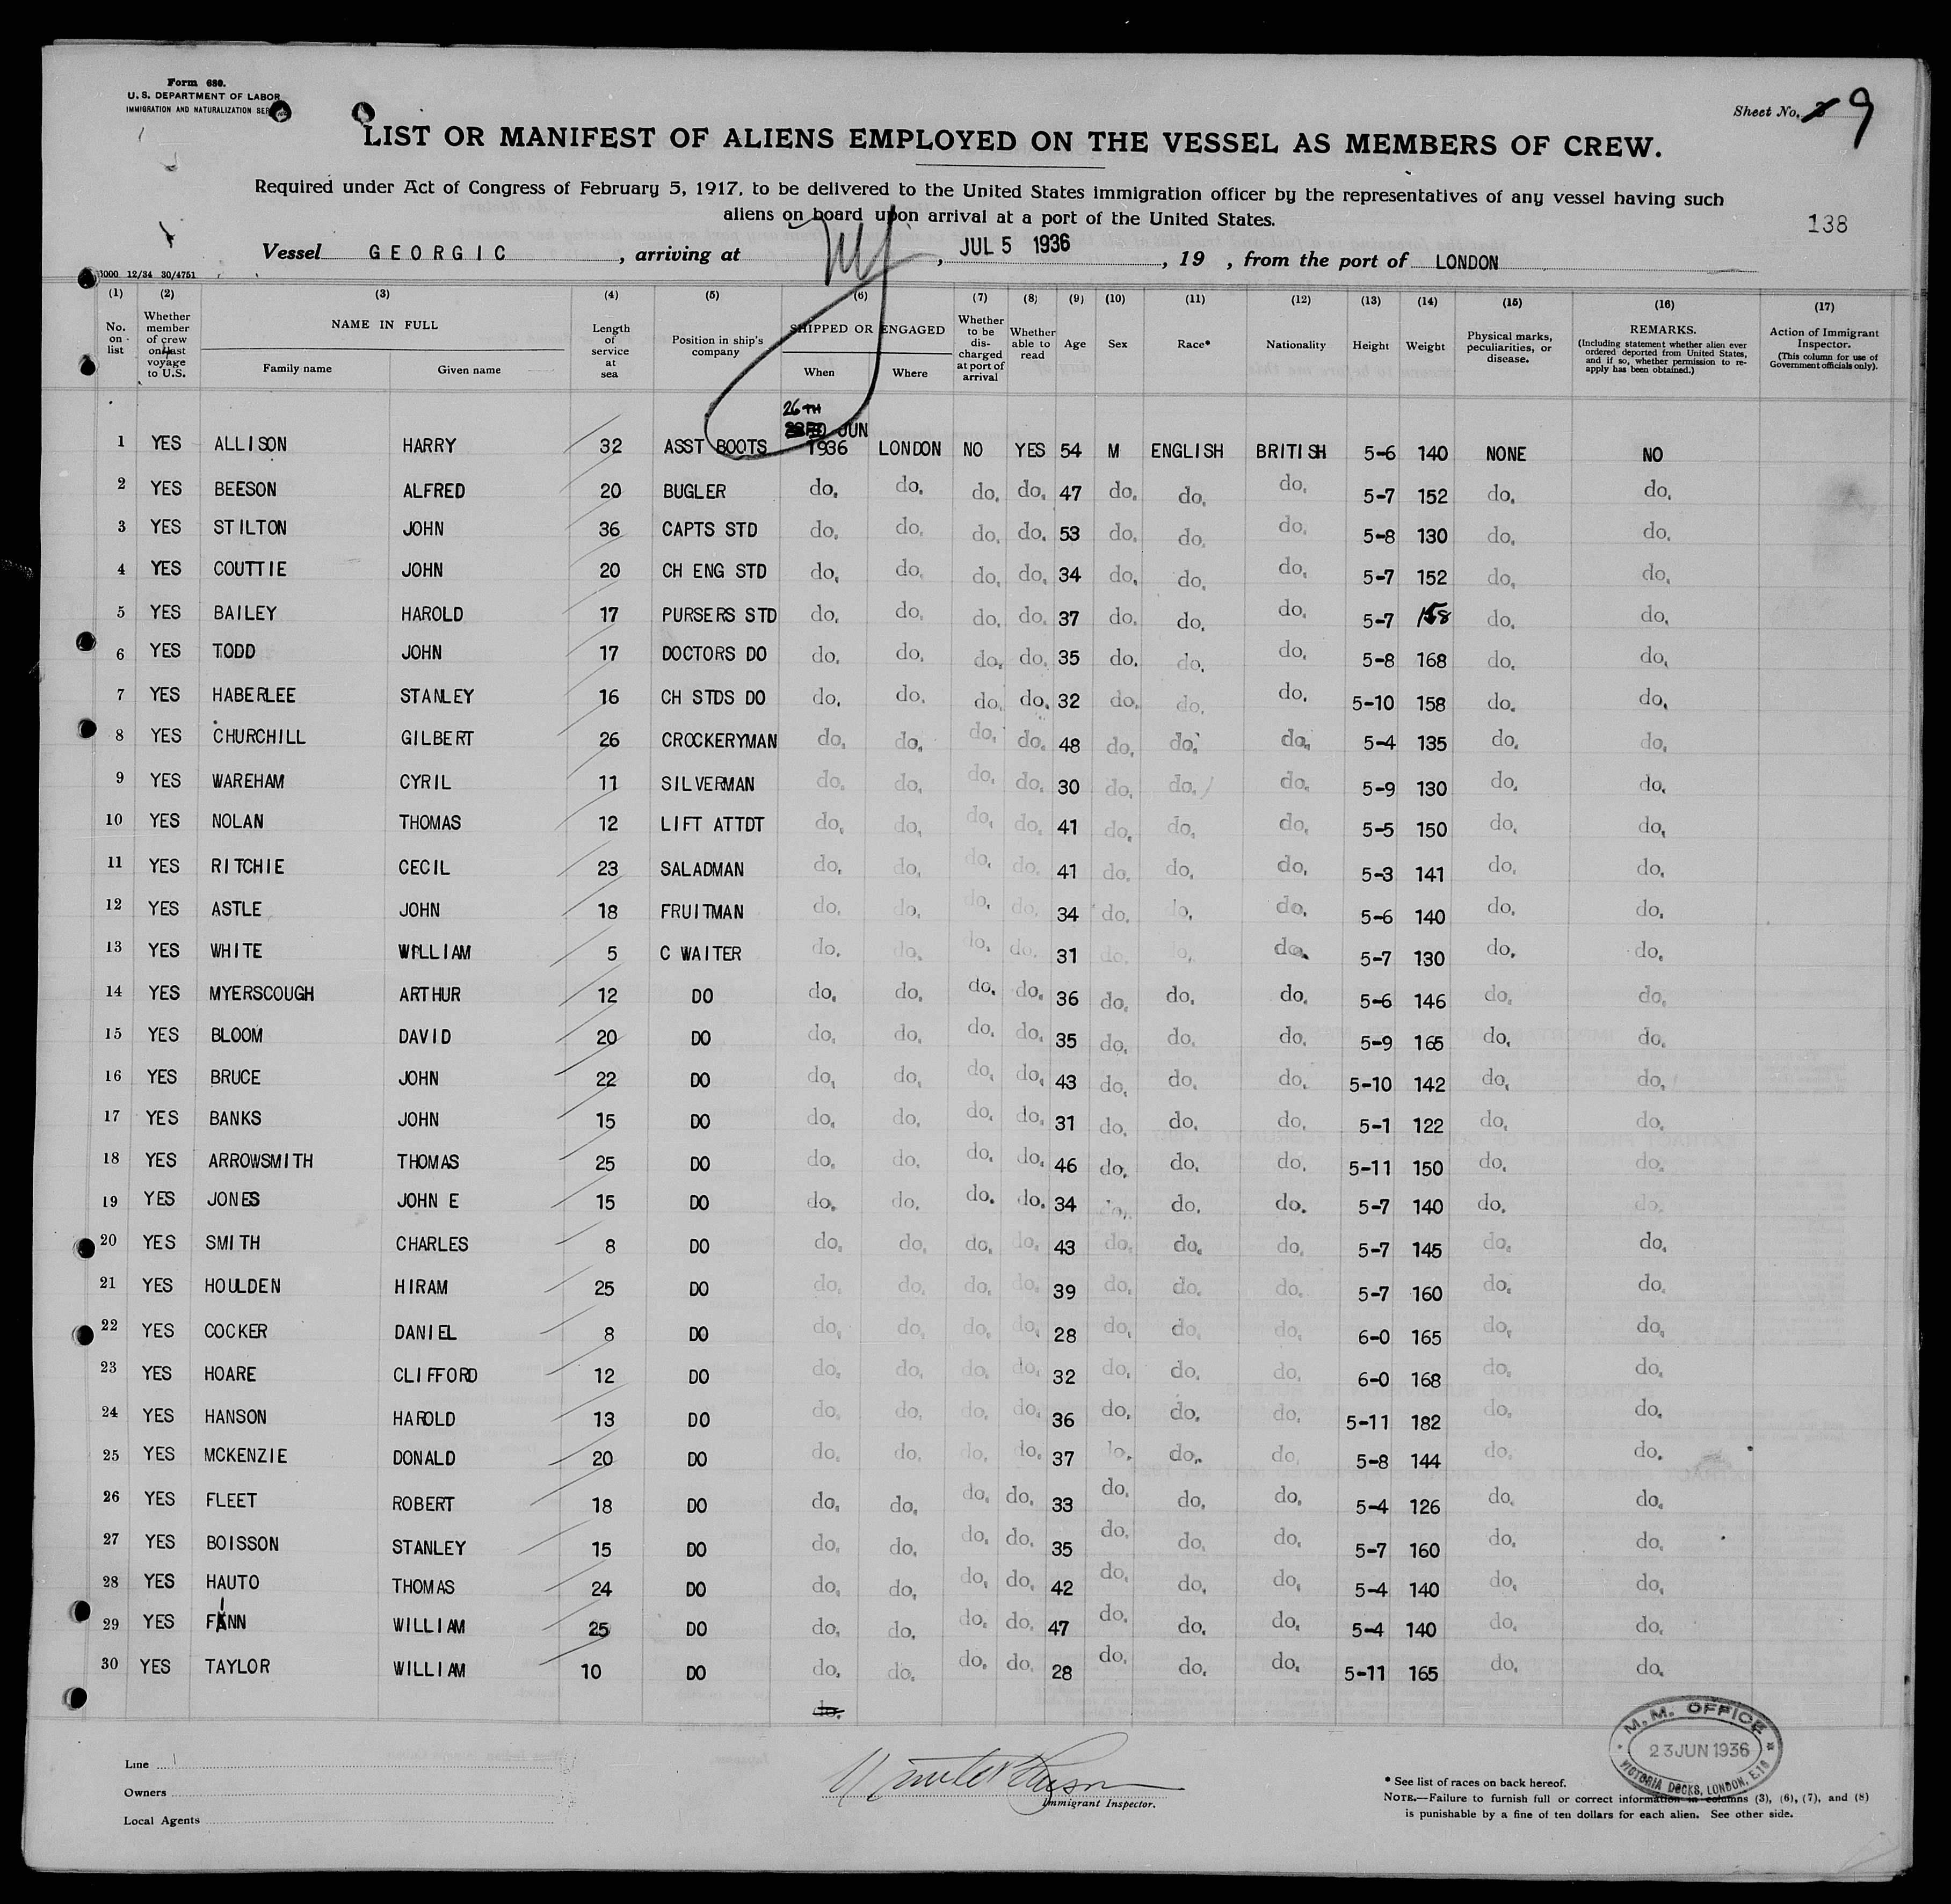 Form 680.
U. S. DEPARTMENT OF LABOR
IMMIGRATION AND NATURALIZATION SER
Sheet No. 9
LIST OR MANIFEST OF ALIENS EMPLOYED ON THE VESSEL AS MEMBERS OF CREW.
Required under Act of Congress of February 5, 1917, to be delivered to the United States immigration officer by the representatives of any vessel having such
aliens on board upon arrival at a port of the United States.
138
Vessel GEORGIC, arriving at NY, JUL 5 1936, 19 , from the port of LONDON
3000 12/34 30/4751
(1) (2) (3) (4) (5) (6) (7) (8) (9) (10) (11) (12) (13) (14) (15) (16) (17)
No. on list
Whether member of crew on last voyage to U.S.
NAME IN FULL
Family name Given name
Length of service at sea
Position in ship's company
SHIPPED OR ENGAGED
When Where
Whether to be discharged at port of arrival
Whether able to read
Age
Sex
Race*
Nationality
Height
Weight
Physical marks, peculiarities, or disease.
REMARKS.
(Including statement whether alien ever ordered deported from United States, and if so, whether permission to re-apply has been obtained.)
Action of Immigrant Inspector.
(This column for use of Government officials only).
26TH
JUN
1 YES ALLISON HARRY 32 ASST BOOTS 1936 LONDON NO YES 54 M ENGLISH BRITISH 5-6 140 NONE NO
2 YES BEESON ALFRED 20 BUGLER do. do. do. do. 47 do. do. do. 5-7 152 do. do.
3 YES STILTON JOHN 36 CAPTS STD do. do. do. do. 53 do. do. do. 5-8 130 do. do.
4 YES COUTTIE JOHN 20 CH ENG STD do. do. do. do. 34 do. do. do. 5-7 152 do. do.
5 YES BAILEY HAROLD 17 PURSERS STD do. do. do. do. 37 do. do. do. 5-7 158 do. do.
6 YES TODD JOHN 17 DOCTORS DO do. do. do. do. 35 do. do. do. 5-8 168 do. do.
7 YES HABERLEE STANLEY 16 CH STDS DO do. do. do. do. 32 do. do. do. 5-10 158 do. do.
8 YES CHURCHILL GILBERT 26 CROCKERYMAN do. do. do. do. 48 do. do. do. 5-4 135 do. do.
9 YES WAREHAM CYRIL 11 SILVERMAN do. do. do. do. 30 do. do. do. 5-9 130 do. do.
10 YES NOLAN THOMAS 12 LIFT ATTDT do. do. do. do. 41 do. do. do. 5-5 150 do. do.
11 YES RITCHIE CECIL 23 SALADMAN do. do. do. do. 41 do. do. do. 5-3 141 do. do.
12 YES ASTLE JOHN 18 FRUITMAN do. do. do. do. 34 do. do. do. 5-6 140 do. do.
13 YES WHITE WILLIAM 5 C WAITER do. do. do. do. 31 do. do. do. 5-7 130 do. do.
14 YES MYERSCOUGH ARTHUR 12 DO do. do. do. do. 36 do. do. do. 5-6 146 do. do.
15 YES BLOOM DAVID 20 DO do. do. do. do. 35 do. do. do. 5-9 165 do. do.
16 YES BRUCE JOHN 22 DO do. do. do. do. 43 do. do. do. 5-10 142 do. do.
17 YES BANKS JOHN 15 DO do. do. do. do. 31 do. do. do. 5-1 122 do. do.
18 YES ARROWSMITH THOMAS 25 DO do. do. do. do. 46 do. do. do. 5-11 150 do. do.
19 YES JONES JOHN E 15 DO do. do. do. do. 34 do. do. do. 5-7 140 do. do.
20 YES SMITH CHARLES 8 DO do. do. do. do. 43 do. do. do. 5-7 145 do. do.
21 YES HOULDEN HIRAM 25 DO do. do. do. do. 39 do. do. do. 5-7 160 do. do.
22 YES COCKER DANIEL 8 DO do. do. do. do. 28 do. do. do. 6-0 165 do. do.
23 YES HOARE CLIFFORD 12 DO do. do. do. do. 32 do. do. do. 6-0 168 do. do.
24 YES HANSON HAROLD 13 DO do. do. do. do. 36 do. do. do. 5-11 182 do. do.
25 YES MCKENZIE DONALD 20 DO do. do. do. do. 37 do. do. do. 5-8 144 do. do.
26 YES FLEET ROBERT 18 DO do. do. do. do. 33 do. do. do. 5-4 126 do. do.
27 YES BOISSON STANLEY 15 DO do. do. do. do. 35 do. do. do. 5-7 160 do. do.
28 YES HAUTO THOMAS 24 DO do. do. do. do. 42 do. do. do. 5-4 140 do. do.
29 YES FINN WILLIAM 25 DO do. do. do. do. 47 do. do. do. 5-4 140 do. do.
30 YES TAYLOR WILLIAM 10 DO do. do. do. do. 28 do. do. do. 5-11 165 do. do.
do.
M.M. OFFICE
23 JUN 1936
VICTORIA DOCKS, LONDON, E.16
Line
Owners
Local Agents
Immigrant Inspector.
* See list of races on back hereof.
NOTE.—Failure to furnish full or correct information in columns (3), (6), (7), and (8)
is punishable by a fine of ten dollars for each alien. See other side.